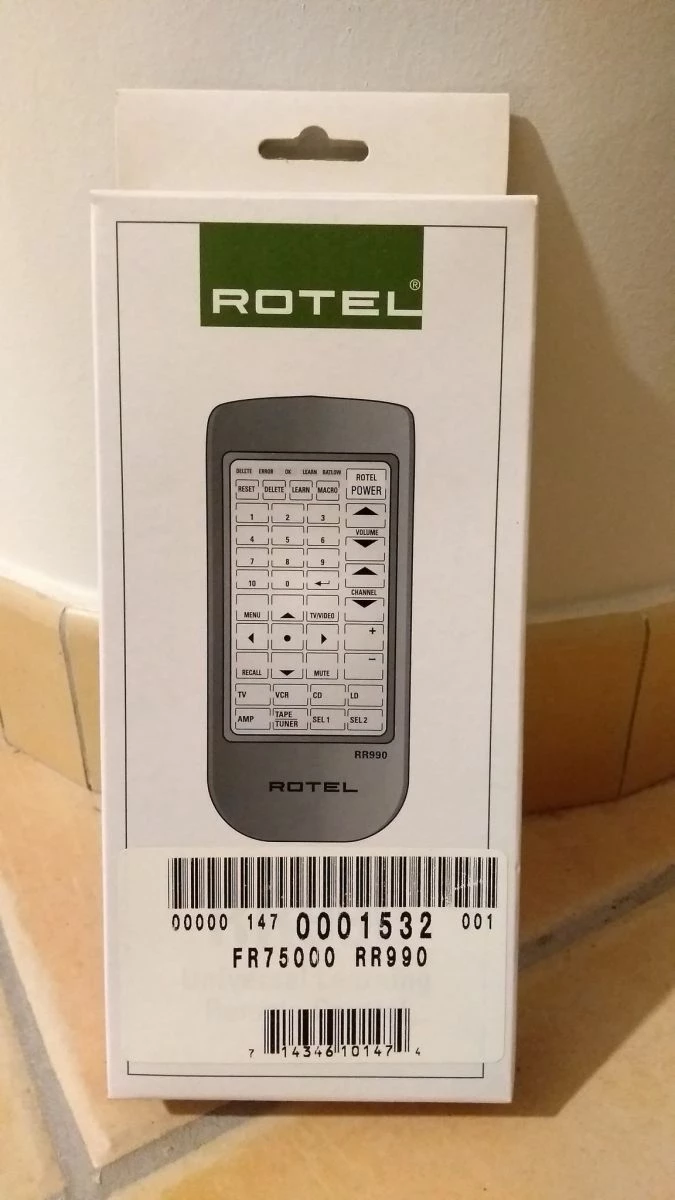 ROTEL®
DELETE ERROR OK LEARN BATLOW
RESET DELETE LEARN MACRO
ROTEL
POWER
1 2 3
4 5 6
VOLUME
7 8 9
10 0
CHANNEL
MENU TV/VIDEO
+
−
RECALL MUTE
TV VCR CD LD
AMP TAPE TUNER SEL 1 SEL 2
RR990
ROTEL
00000 147 0001532 001
FR75000 RR990
7 14346 10147 4